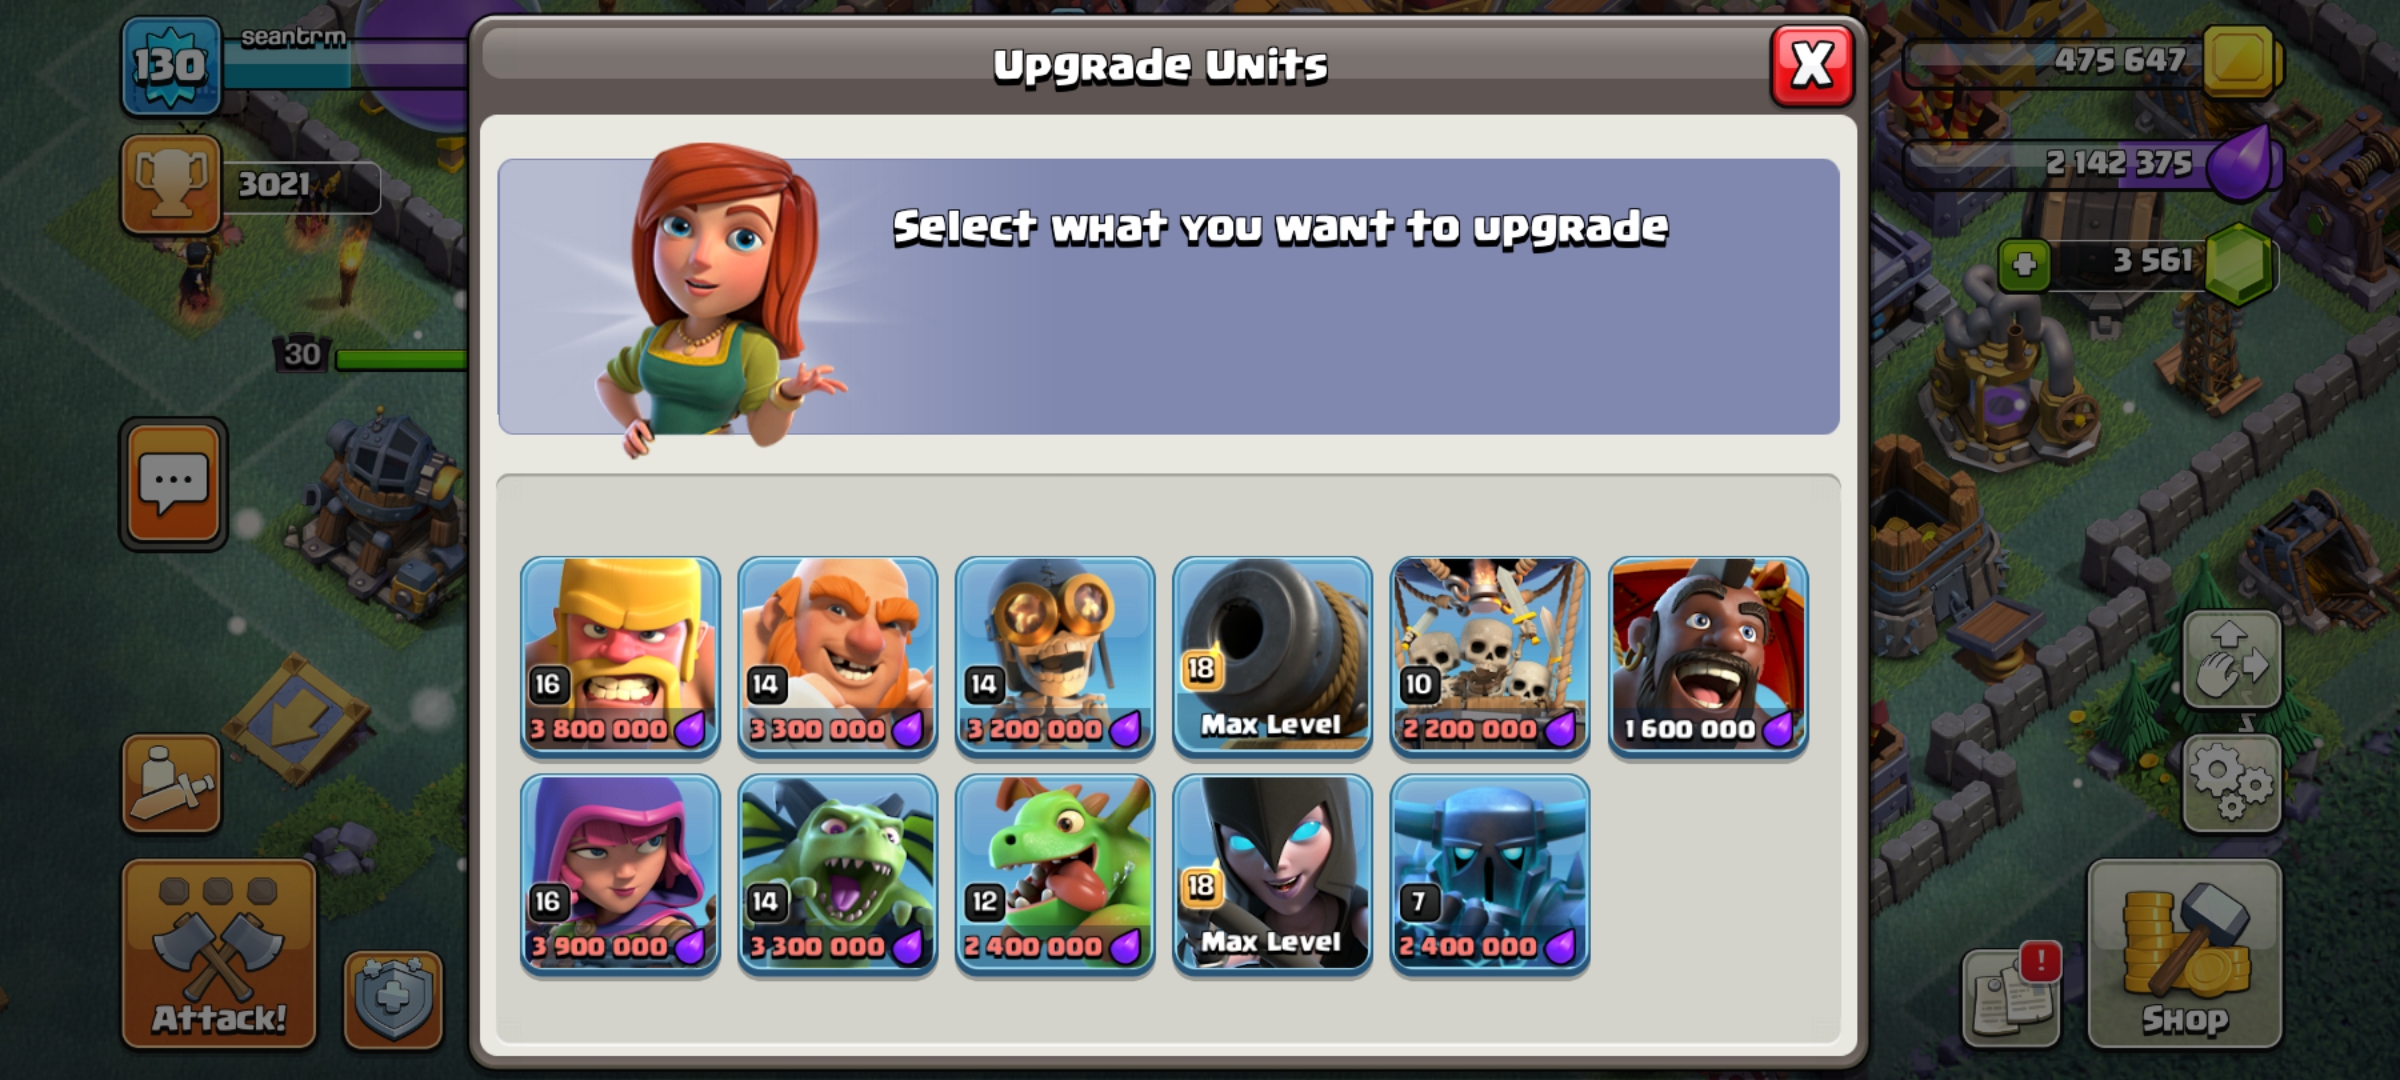 130
seantrm
Upgrade Units
X
475 647
3021
2 142 375
Select what you want to upgrade
3 561
30
16
3 800 000
14
3 300 000
14
3 200 000
18
Max Level
10
2 200 000
1 600 000
16
3 900 000
14
3 300 000
12
2 400 000
18
Max Level
7
2 400 000
Attack!
!
Shop